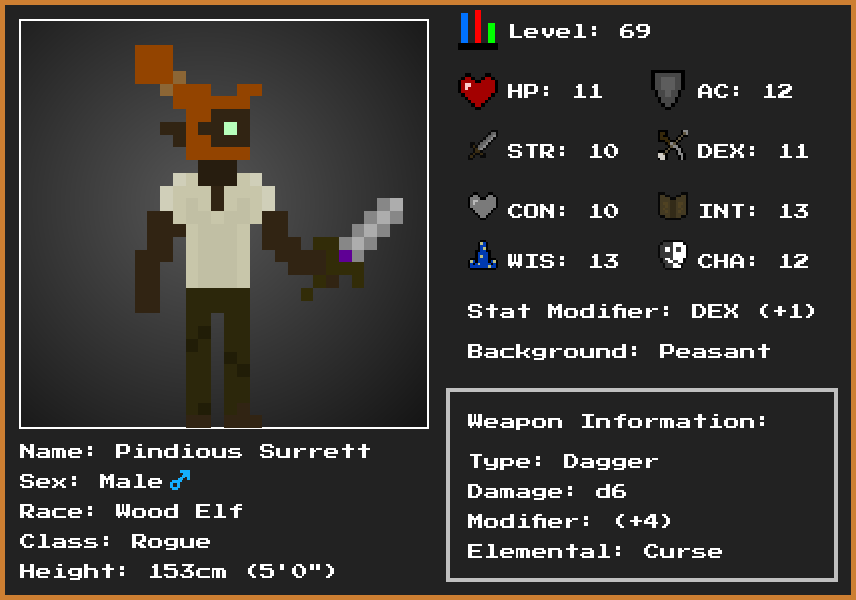 Level: 69
HP: 11
AC: 12
STR: 10
DEX: 11
CON: 10
INT: 13
WIS: 13
CHA: 12
Stat Modifier: DEX (+1)
Background: Peasant
Name: Pindious Surrett
Sex: Male♂
Race: Wood Elf
Class: Rogue
Height: 153cm (5'0")
Weapon Information:
Type: Dagger
Damage: d6
Modifier: (+4)
Elemental: Curse